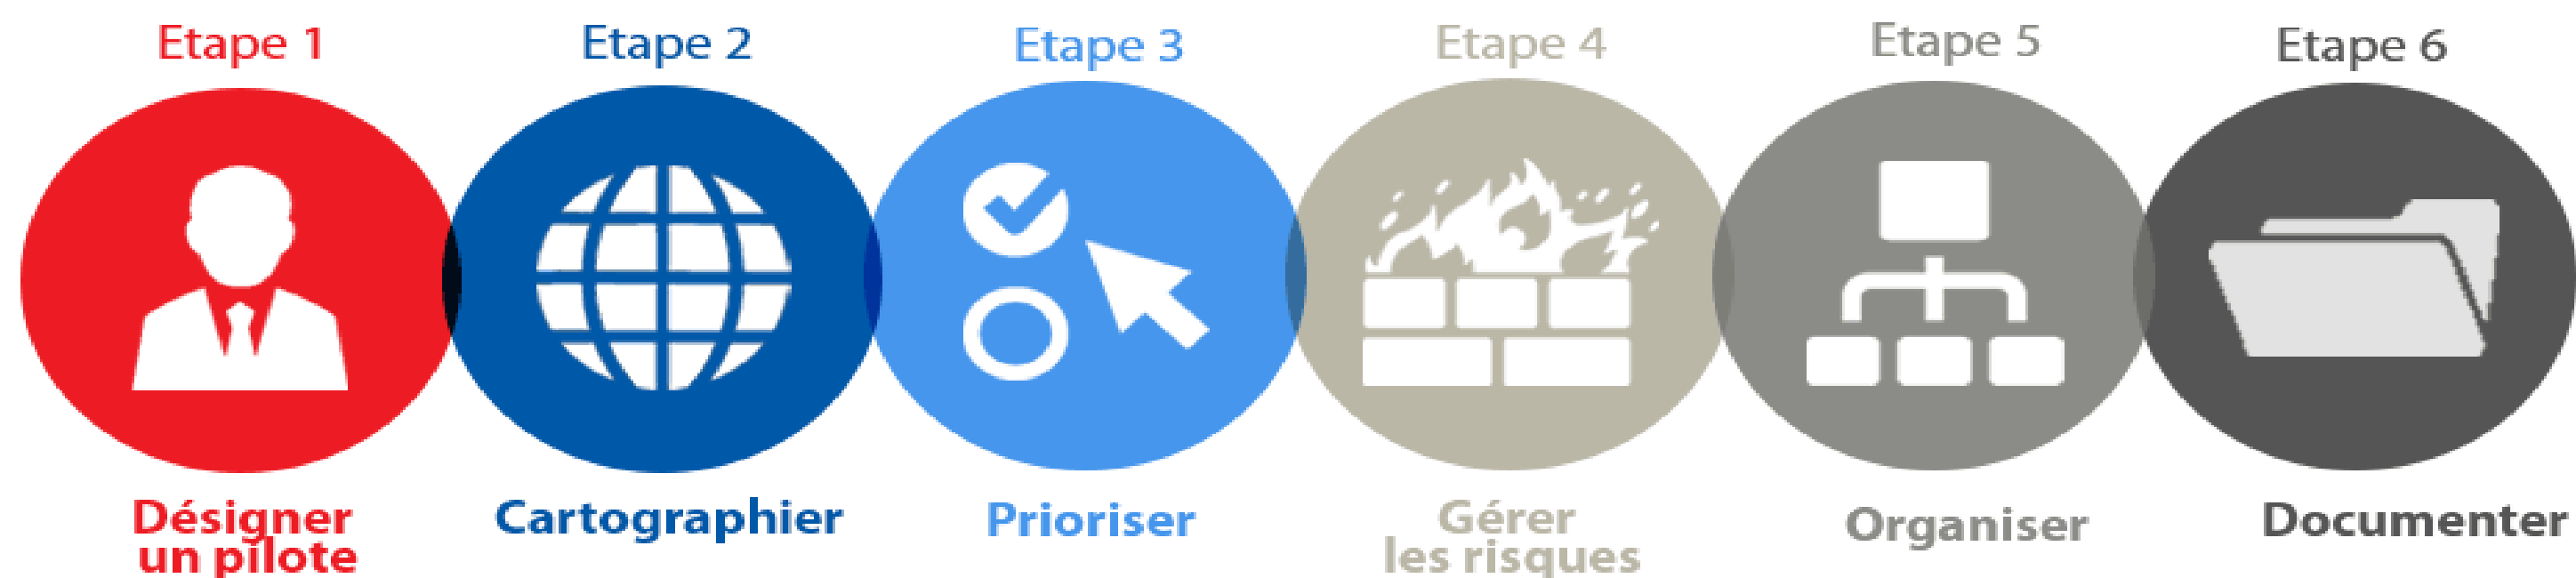 Etape 1
Etape 2
Etape 3
Etape 4
Etape 5
Etape 6
Désigner
un pilote
Cartographier
Prioriser
Gérer
les risques
Organiser
Documenter